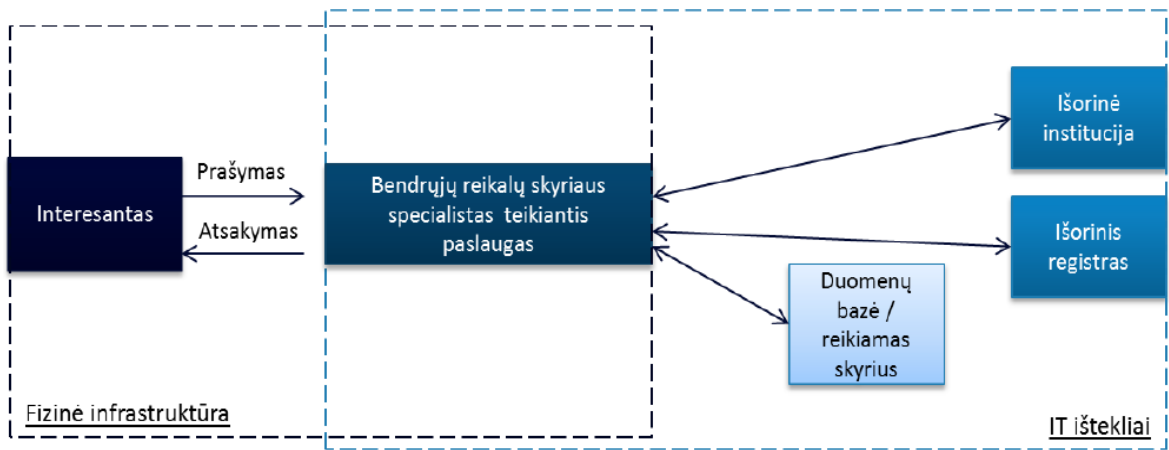 Interesantas
Prašymas
Atsakymas
Bendrųjų reikalų skyriaus
specialistas teikiantis
paslaugas
Išorinė
institucija
Išorinis
registras
Duomenų
bazė /
reikiamas
skyrius
Fizinė infrastruktūra
IT ištekliai